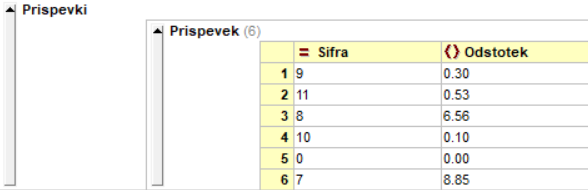 Prispevki
Prispevek (6)
= Sifra {} Odstotek
1 9 0.30
2 11 0.53
3 8 6.56
4 10 0.10
5 0 0.00
6 7 8.85